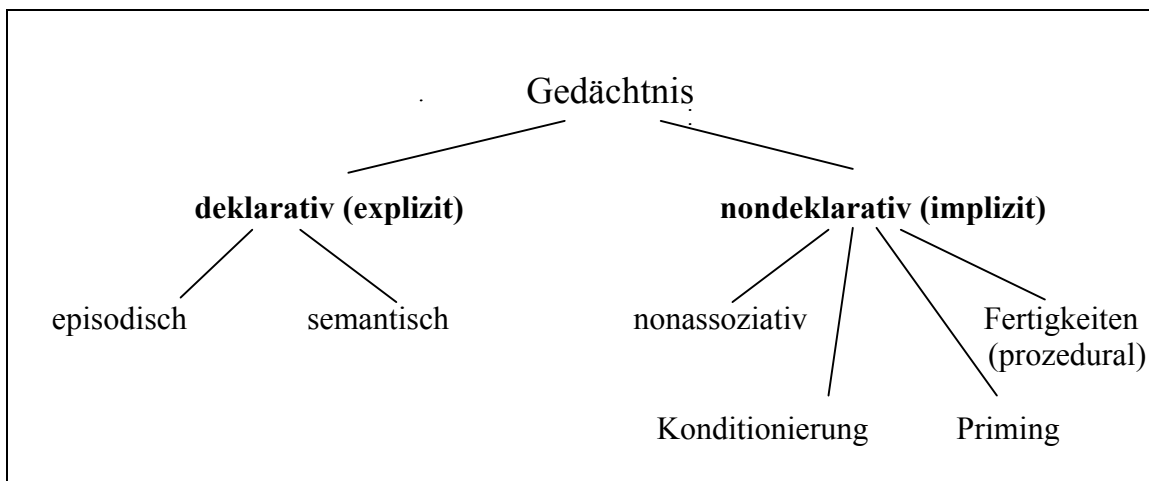 Gedächtnis
deklarativ (explizit)
nondeklarativ (implizit)
episodisch
semantisch
nonassoziativ
Fertigkeiten
(prozedural)
Konditionierung
Priming